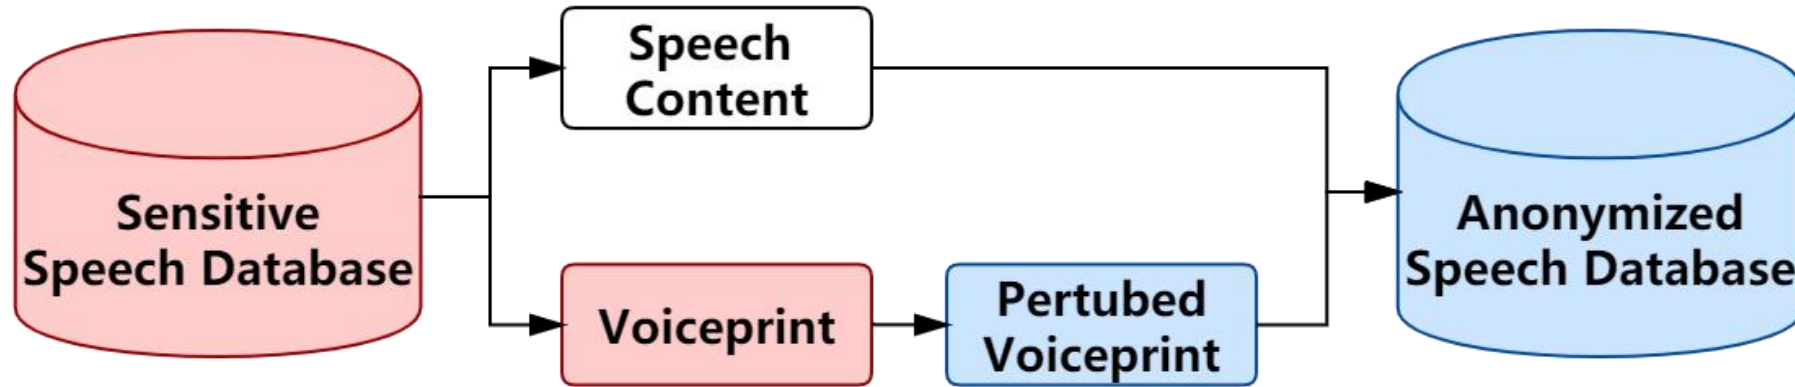 Sensitive
Speech Database
Speech
Content
Voiceprint
Pertubed
Voiceprint
Anonymized
Speech Database